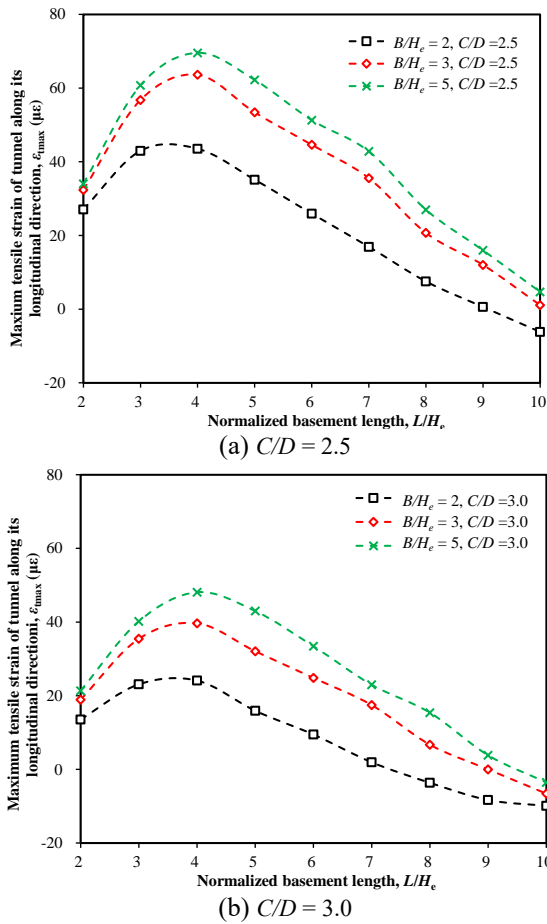 80
60
40
20
0
-20
2 3 4 5 6 7 8 9 10
Maxium tensile strain of tunnel along its
longitudinal direction, εtmax (με)
B/He = 2, C/D =2.5
B/He = 3, C/D =2.5
B/He = 5, C/D =2.5
Normalized basement length, L/He
(a) C/D = 2.5
80
60
40
20
0
-20
2 3 4 5 6 7 8 9 10
Maximum tensile strain of tunnel along its
longitudinal directioni, εtmax (με)
B/He = 2, C/D =3.0
B/He = 3, C/D =3.0
B/He = 5, C/D =3.0
Normalized basement length, L/He
(b) C/D = 3.0